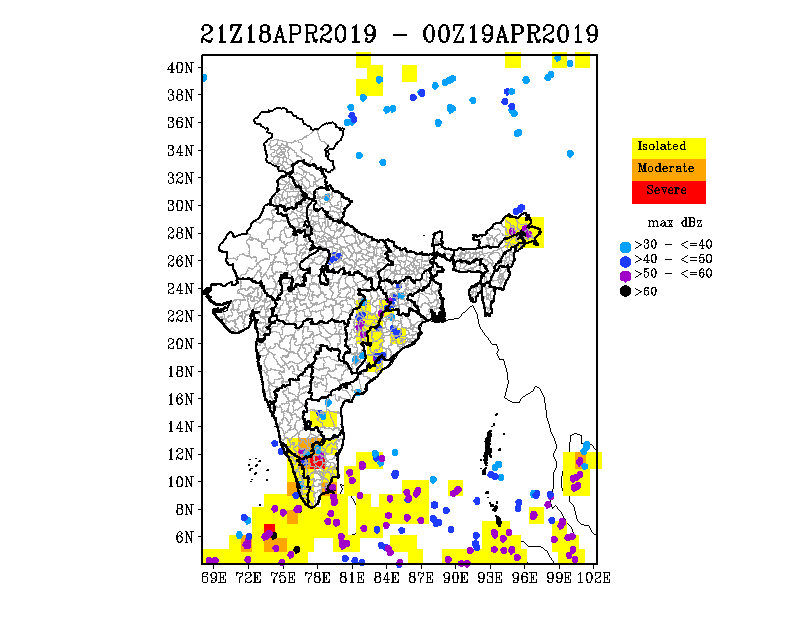 21Z18APR2019 - 00Z19APR2019
40N
38N
36N
34N
32N
30N
28N
26N
24N
22N
20N
18N
16N
14N
12N
10N
8N
6N
69E 72E 75E 78E 81E 84E 87E 90E 93E 96E 99E 102E
Isolated
Moderate
Severe
max dBz
>30 - <=40
>40 - <=50
>50 - <=60
>60